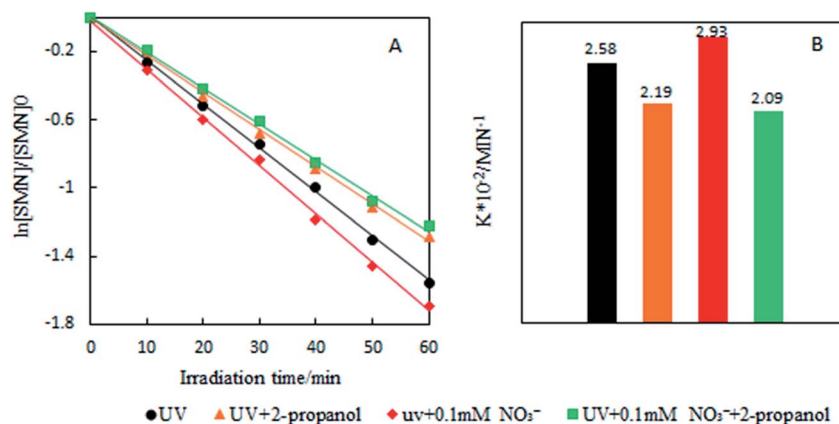 A
-0.2
-0.6
-1
-1.4
-1.8
ln[SMN]/[SMN]0
0 10 20 30 40 50 60
Irradiation time/min
B
2.58
2.19
2.93
2.09
K*10⁻²/MIN⁻¹
UV UV+2-propanol uv+0.1mM NO₃⁻ UV+0.1mM NO₃⁻+2-propanol